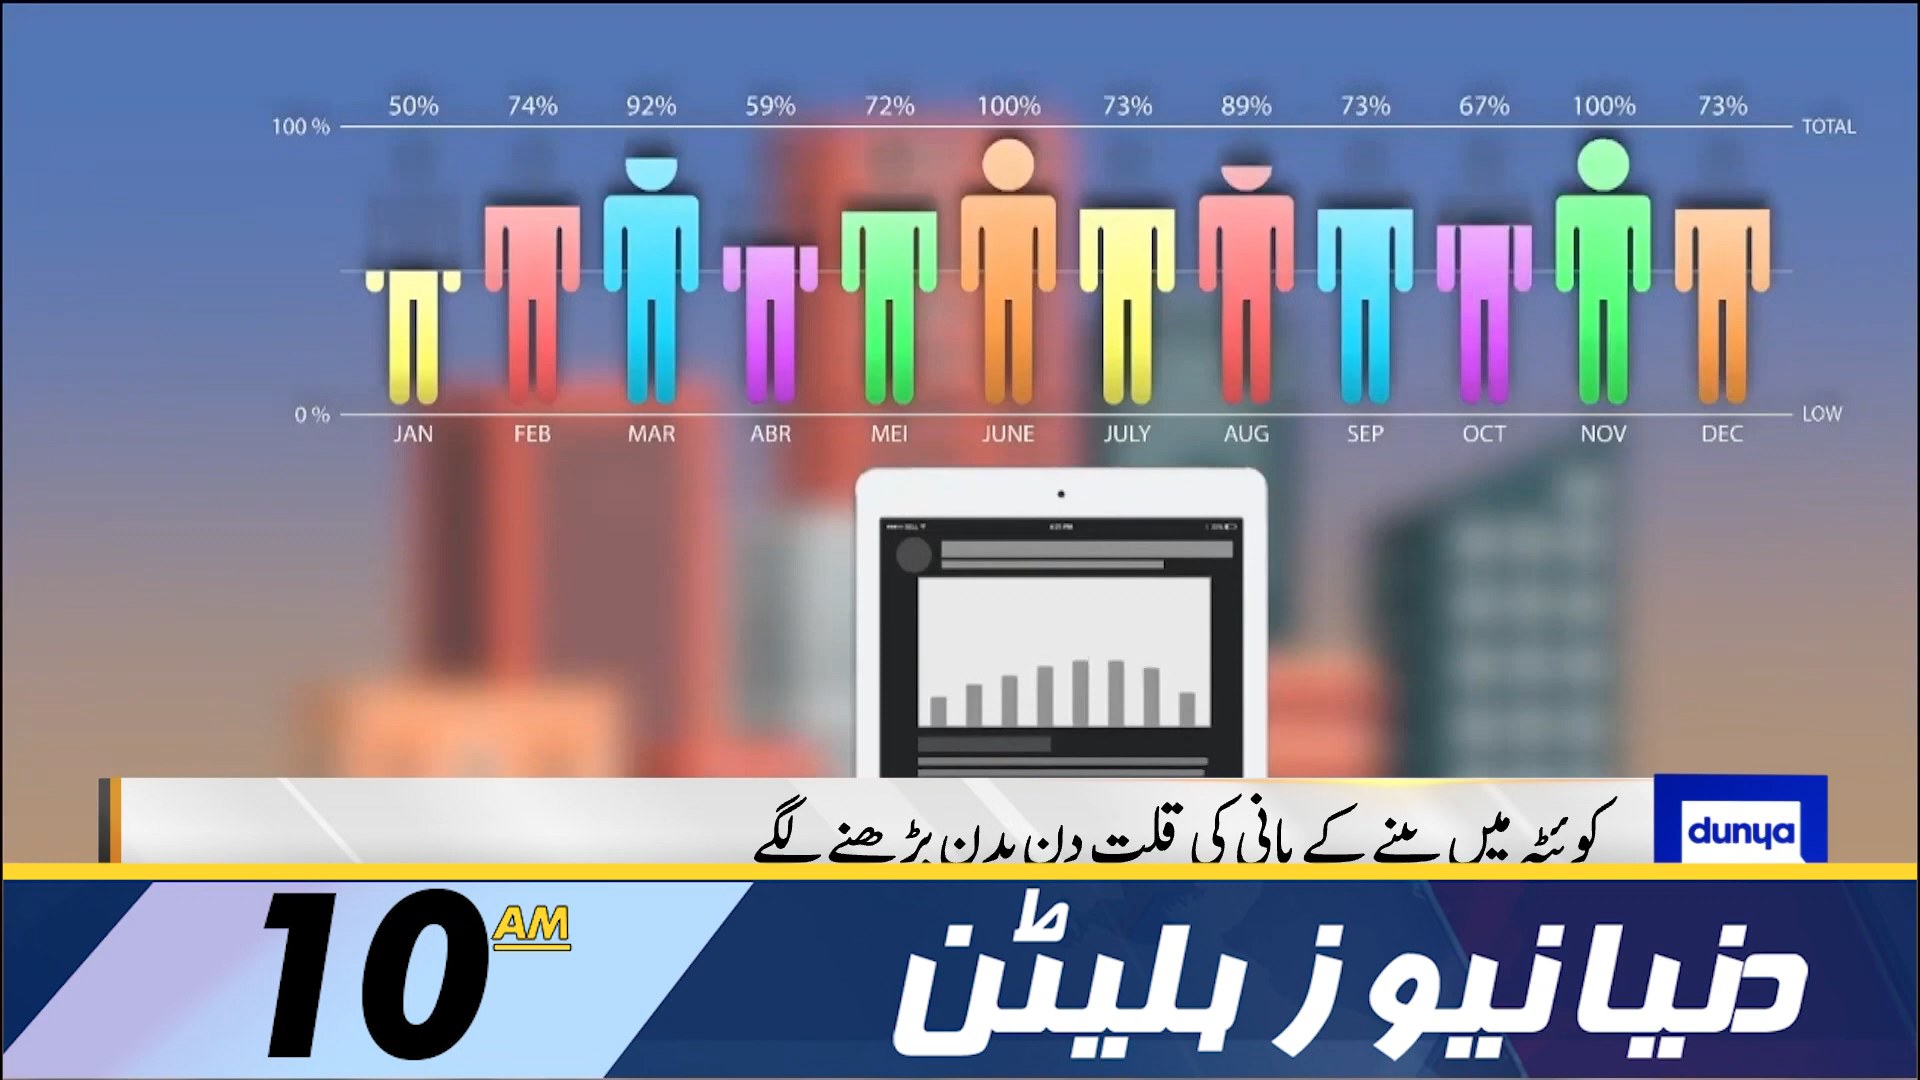 50% 74% 92% 59% 72% 100% 73% 89% 73% 67% 100% 73%
100 % TOTAL
0 % LOW
JAN FEB MAR ABR MEI JUNE JULY AUG SEP OCT NOV DEC
کوئٹہ میں پینے کے پانی کی قلت دن بدن بڑھنے لگے
dunya
10 AM
دنیا نیوز بلیٹن